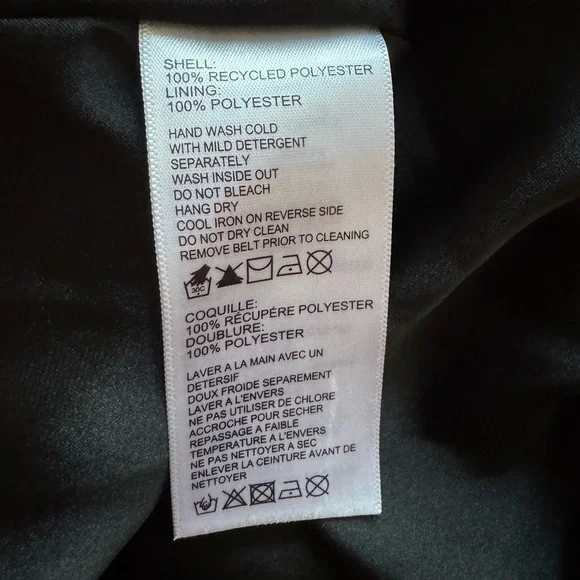 SHELL:
100% RECYCLED POLYESTER
LINING:
100% POLYESTER
HAND WASH COLD
WITH MILD DETERGENT
SEPARATELY
WASH INSIDE OUT
DO NOT BLEACH
HANG DRY
COOL IRON ON REVERSE SIDE
DO NOT DRY CLEAN
REMOVE BELT PRIOR TO CLEANING
30C
COQUILLE:
100% RÉCUPÉRE POLYESTER
DOUBLURE:
100% POLYESTER
LAVER A LA MAIN AVEC UN
DETERSIF
DOUX FROIDE SEPAREMENT
LAVER A L'ENVERS
NE PAS UTILISER DE CHLORE
ACCROCHE POUR SECHER
REPASSAGE A FAIBLE
TEMPERATURE A L'ENVERS
NE PAS NETTOYER A SEC
ENLEVER LA CEINTURE AVANT DE
NETTOYER